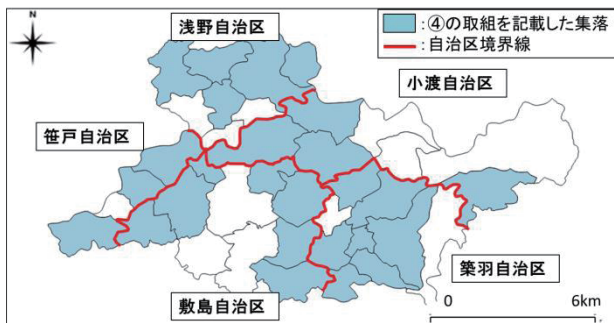 N
浅野自治区
:④の取組を記載した集落
:自治区境界線
小渡自治区
笹戸自治区
築羽自治区
敷島自治区
0 6km